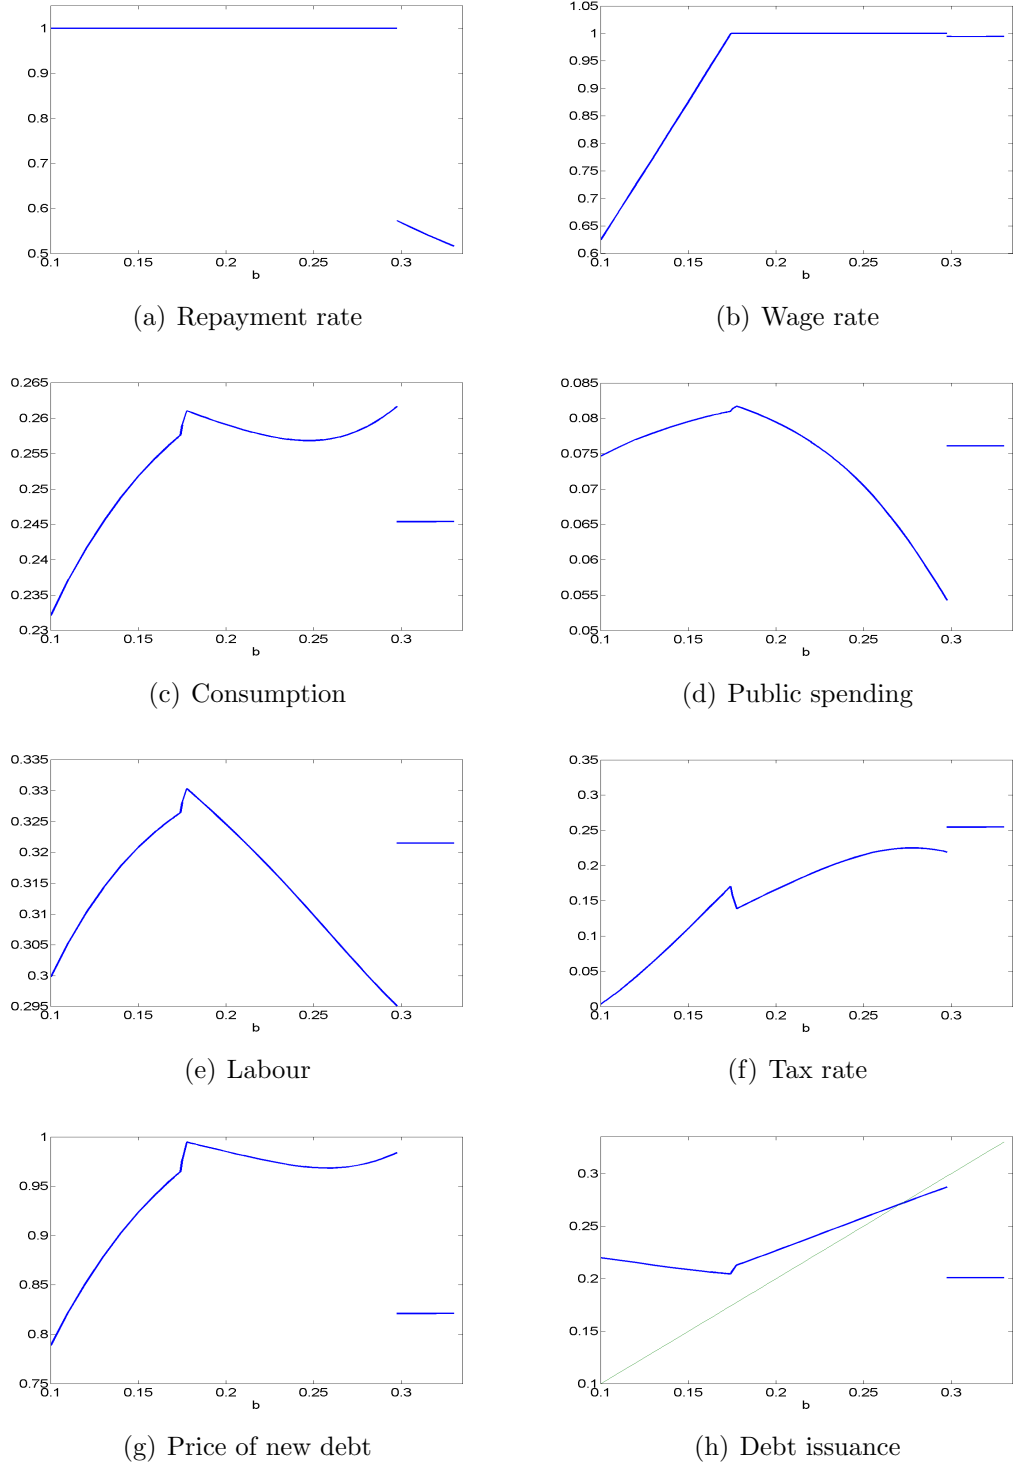 1
0.9
0.8
0.7
0.6
0.5
0.1 0.15 0.2 0.25 0.3
b
(a) Repayment rate
1.05
1
0.95
0.9
0.85
0.8
0.75
0.7
0.65
0.6
0.1 0.15 0.2 0.25 0.3
b
(b) Wage rate
0.265
0.26
0.255
0.25
0.245
0.24
0.235
0.23
0.1 0.15 0.2 0.25 0.3
b
(c) Consumption
0.085
0.08
0.075
0.07
0.065
0.06
0.055
0.05
0.1 0.15 0.2 0.25 0.3
b
(d) Public spending
0.335
0.33
0.325
0.32
0.315
0.31
0.305
0.3
0.295
0.1 0.15 0.2 0.25 0.3
b
(e) Labour
0.35
0.3
0.25
0.2
0.15
0.1
0.05
0
0.1 0.15 0.2 0.25 0.3
b
(f) Tax rate
1
0.95
0.9
0.85
0.8
0.75
0.1 0.15 0.2 0.25 0.3
b
(g) Price of new debt
0.3
0.25
0.2
0.15
0.1
0.1 0.15 0.2 0.25 0.3
b
(h) Debt issuance